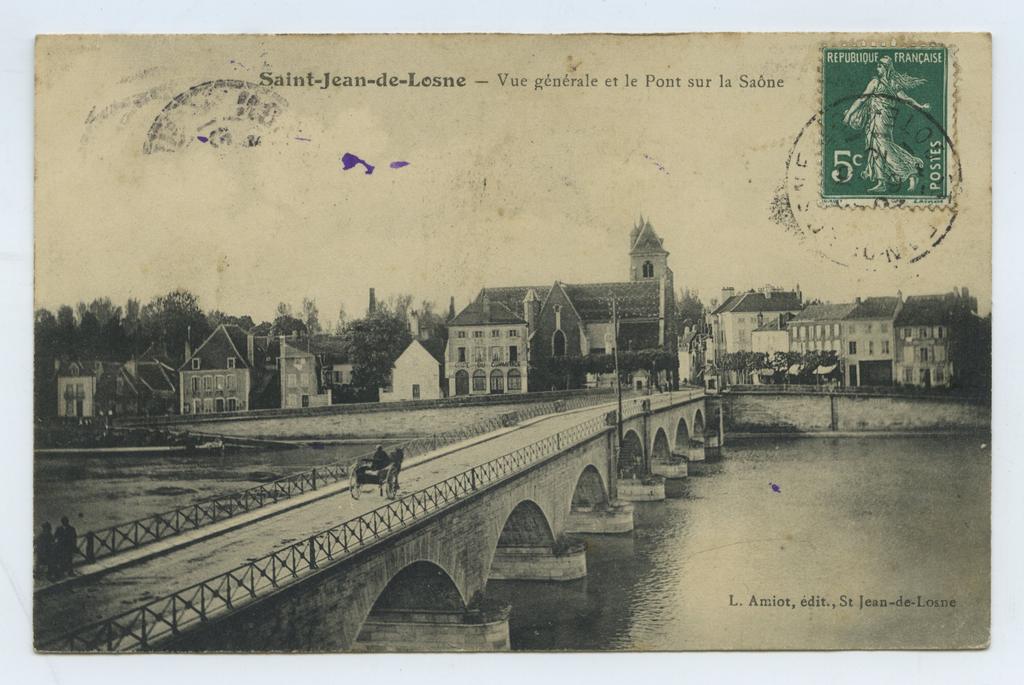 Saint-Jean-de-Losne — Vue générale et le Pont sur la Saône
REPUBLIQUE FRANÇAISE
5c
POSTES
L. Amiot, édit., St Jean-de-Losne